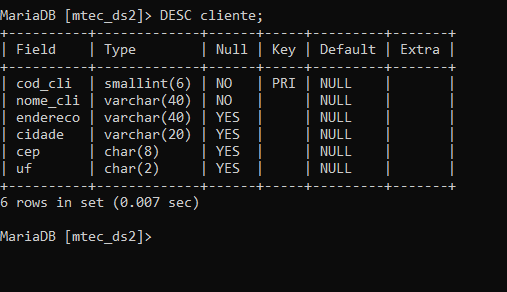 MariaDB [mtec_ds2]> DESC cliente;
+----------+-------------+------+-----+---------+-------+
| Field    | Type        | Null | Key | Default | Extra |
+----------+-------------+------+-----+---------+-------+
| cod_cli  | smallint(6) | NO   | PRI | NULL    |       |
| nome_cli | varchar(40) | NO   |     | NULL    |       |
| endereco | varchar(40) | YES  |     | NULL    |       |
| cidade   | varchar(20) | YES  |     | NULL    |       |
| cep      | char(8)     | YES  |     | NULL    |       |
| uf       | char(2)     | YES  |     | NULL    |       |
+----------+-------------+------+-----+---------+-------+
6 rows in set (0.007 sec)
MariaDB [mtec_ds2]>